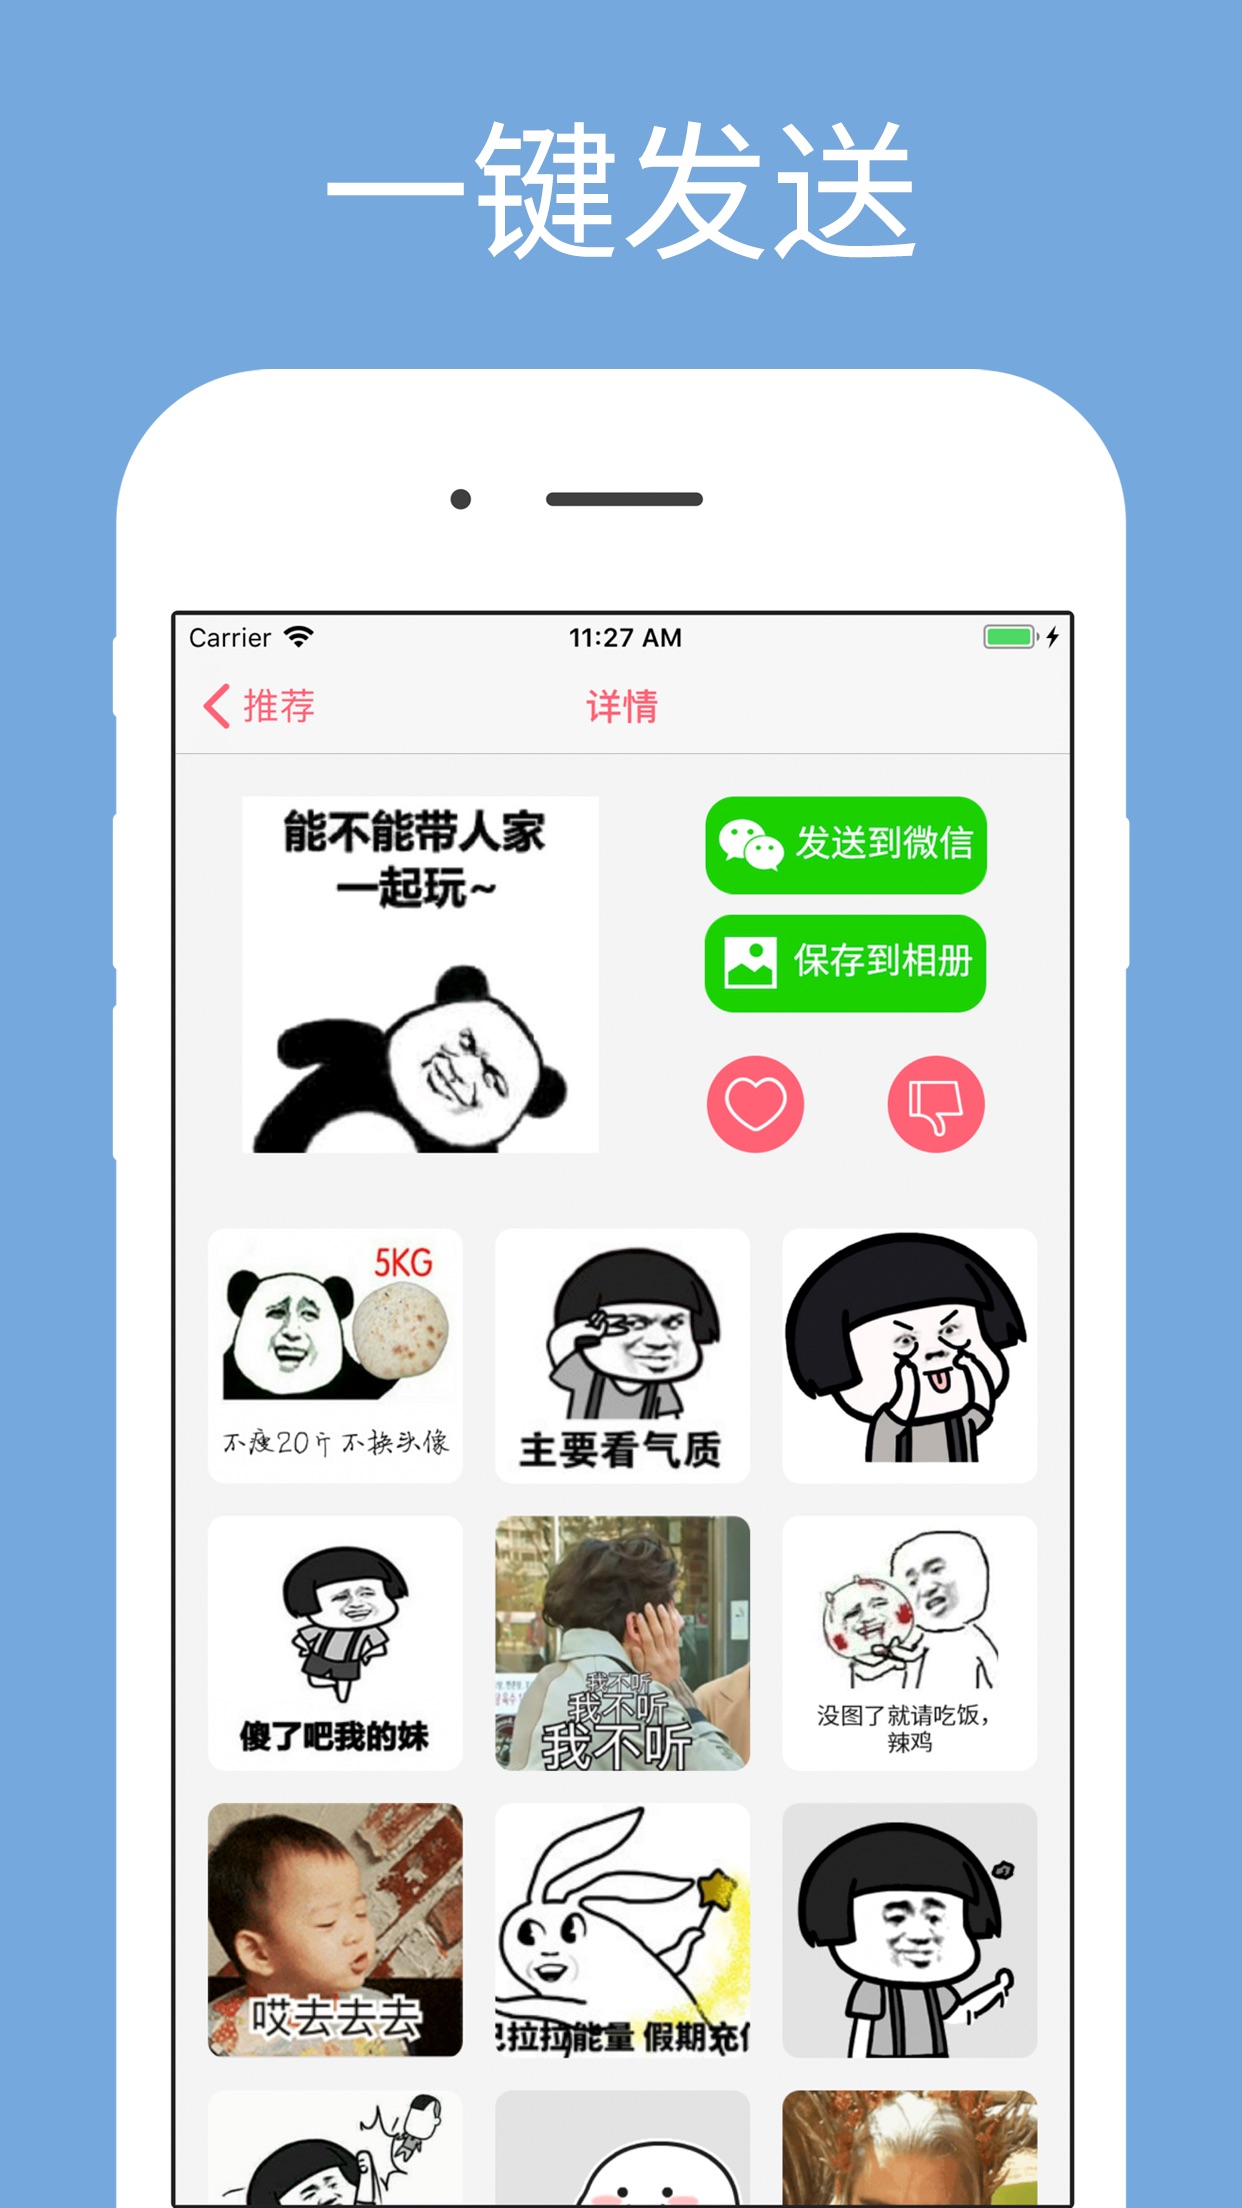 一键发送
Carrier
11:27 AM
推荐
详情
能不能带人家
一起玩~
发送到微信
保存到相册
5KG
不瘦20斤 不换头像
主要看气质
傻了吧我的妹
我不听
我不听
我不听
没图了就请吃饭,
辣鸡
哎去去去
拉拉能量 假期充